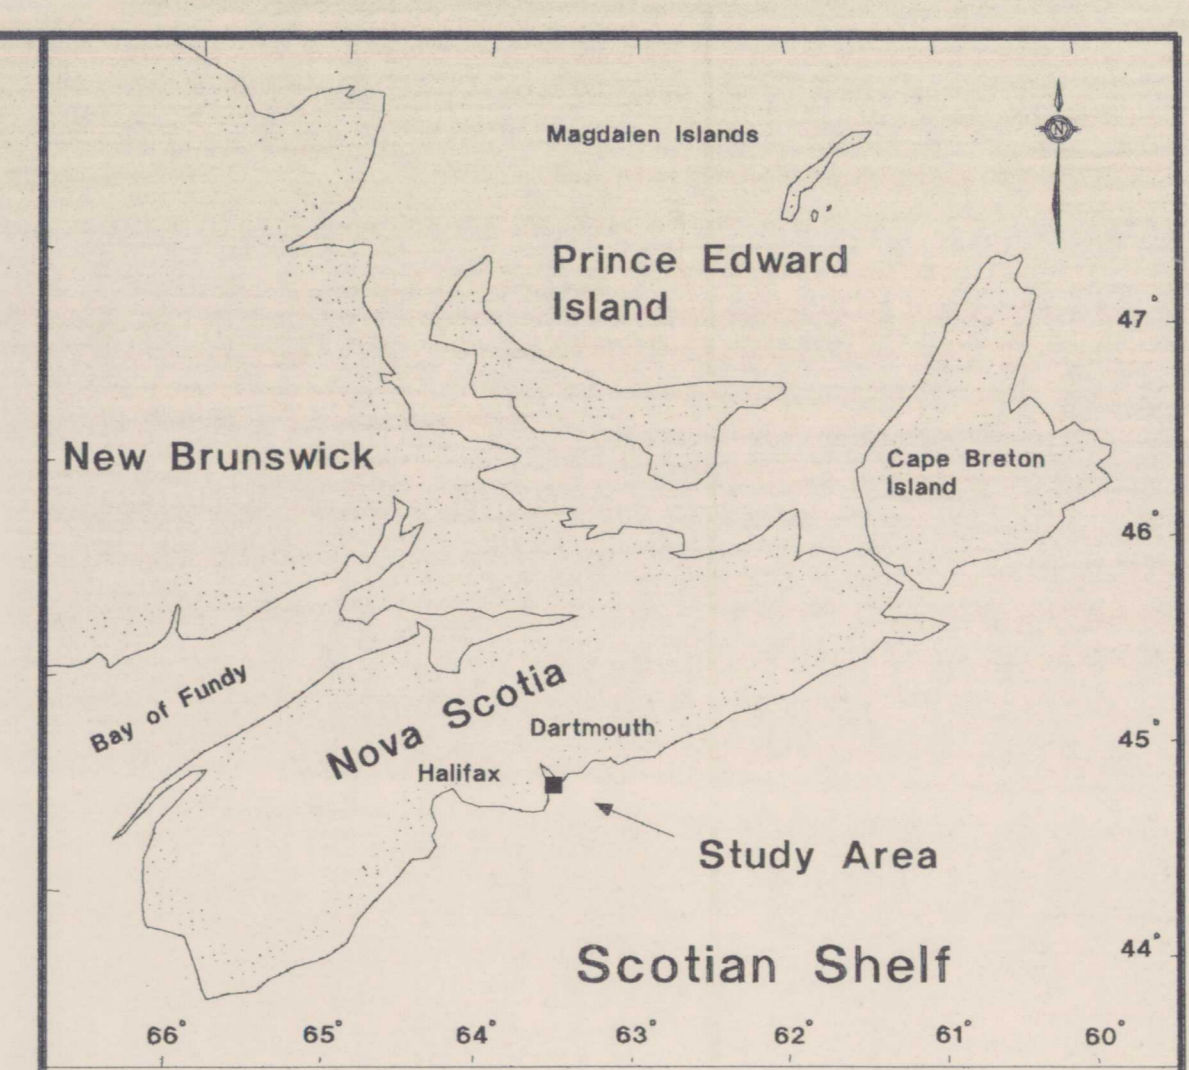 Magdalen Islands
N
Prince Edward
Island
47°
New Brunswick
Cape Breton
Island
46°
Bay of Fundy
Nova Scotia
Dartmouth
45°
Halifax
Study Area
44°
Scotian Shelf
66° 65° 64° 63° 62° 61° 60°